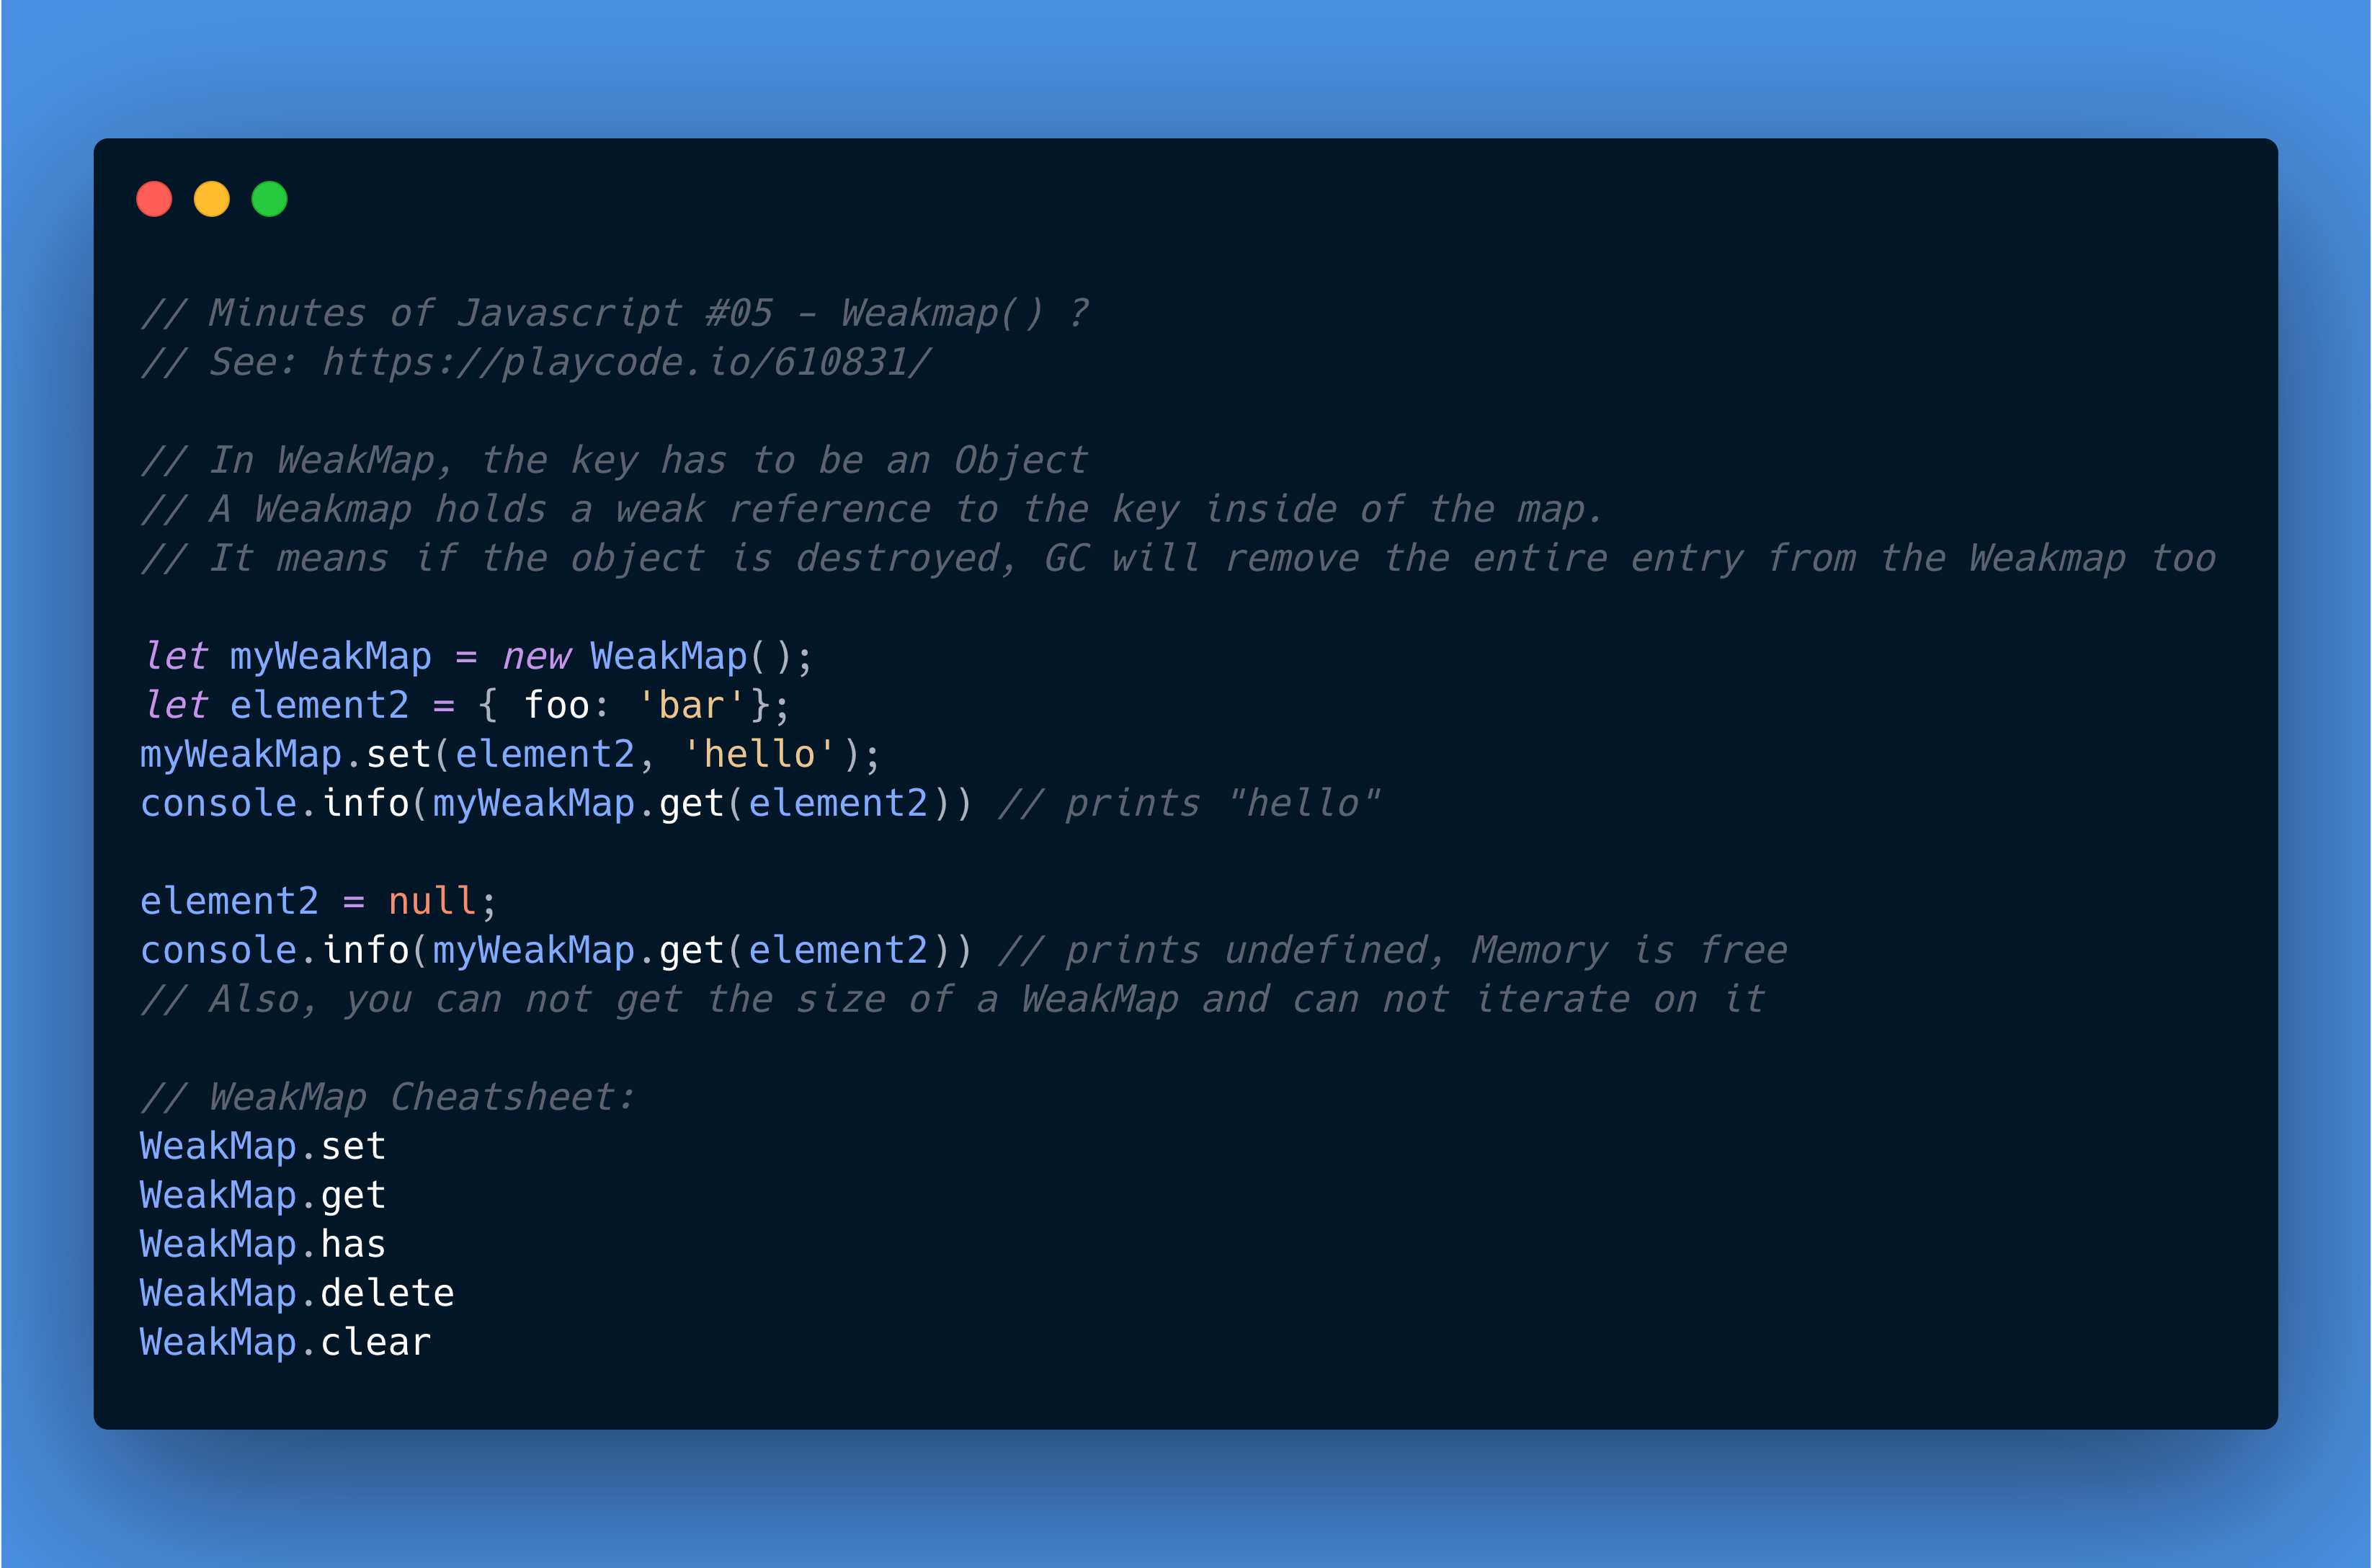 // Minutes of Javascript #05 - Weakmap() ?
// See: https://playcode.io/610831/
// In WeakMap, the key has to be an Object
// A Weakmap holds a weak reference to the key inside of the map.
// It means if the object is destroyed, GC will remove the entire entry from the Weakmap too
let myWeakMap = new WeakMap();
let element2 = { foo: 'bar'};
myWeakMap.set(element2, 'hello');
console.info(myWeakMap.get(element2)) // prints "hello"
element2 = null;
console.info(myWeakMap.get(element2)) // prints undefined, Memory is free
// Also, you can not get the size of a WeakMap and can not iterate on it
// WeakMap Cheatsheet:
WeakMap.set
WeakMap.get
WeakMap.has
WeakMap.delete
WeakMap.clear